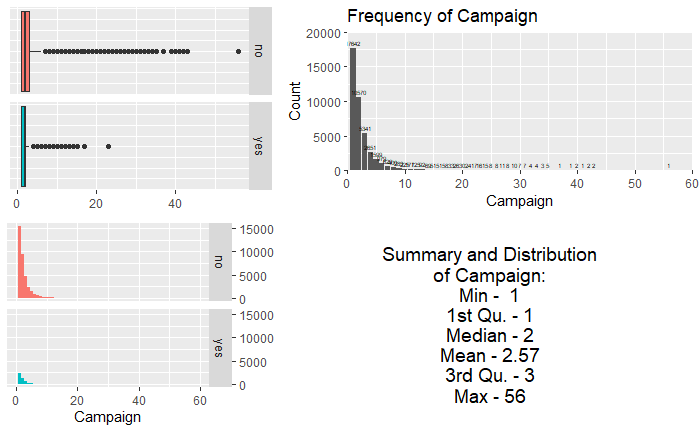 no
yes
0
20
40
Frequency of Campaign
Count
20000
15000
10000
5000
0
17642
10570
5341
2651
0
10
20
30
40
50
60
Campaign
no
15000
10000
5000
0
yes
15000
10000
5000
0
0
20
40
60
Campaign
Summary and Distribution
of Campaign:
Min -  1
1st Qu. - 1
Median - 2
Mean - 2.57
3rd Qu. - 3
Max - 56